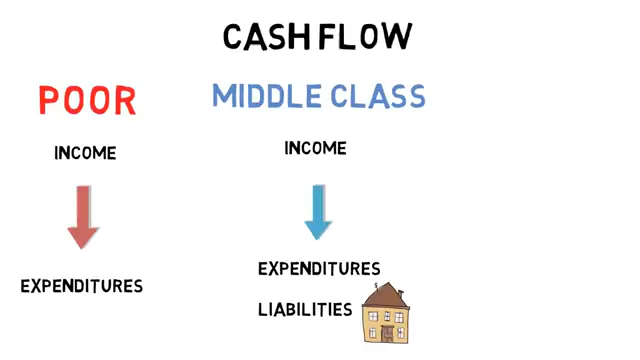 CASH FLOW
POOR
INCOME
EXPENDITURES
MIDDLE CLASS
INCOME
EXPENDITURES
LIABILITIES